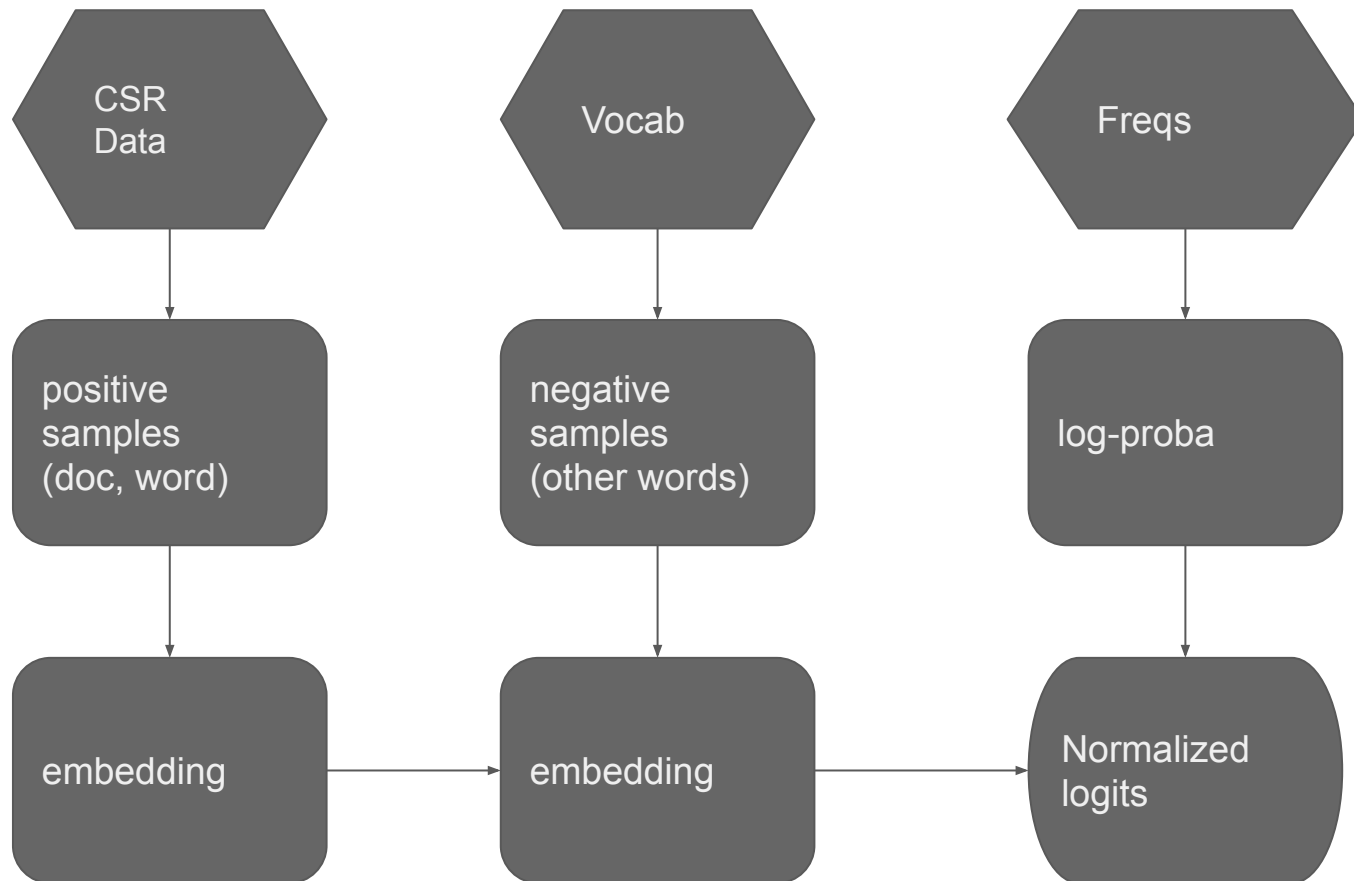 CSR
Data
Vocab
Freqs
positive
samples
(doc, word)
negative
samples
(other words)
log-proba
embedding
embedding
Normalized
logits